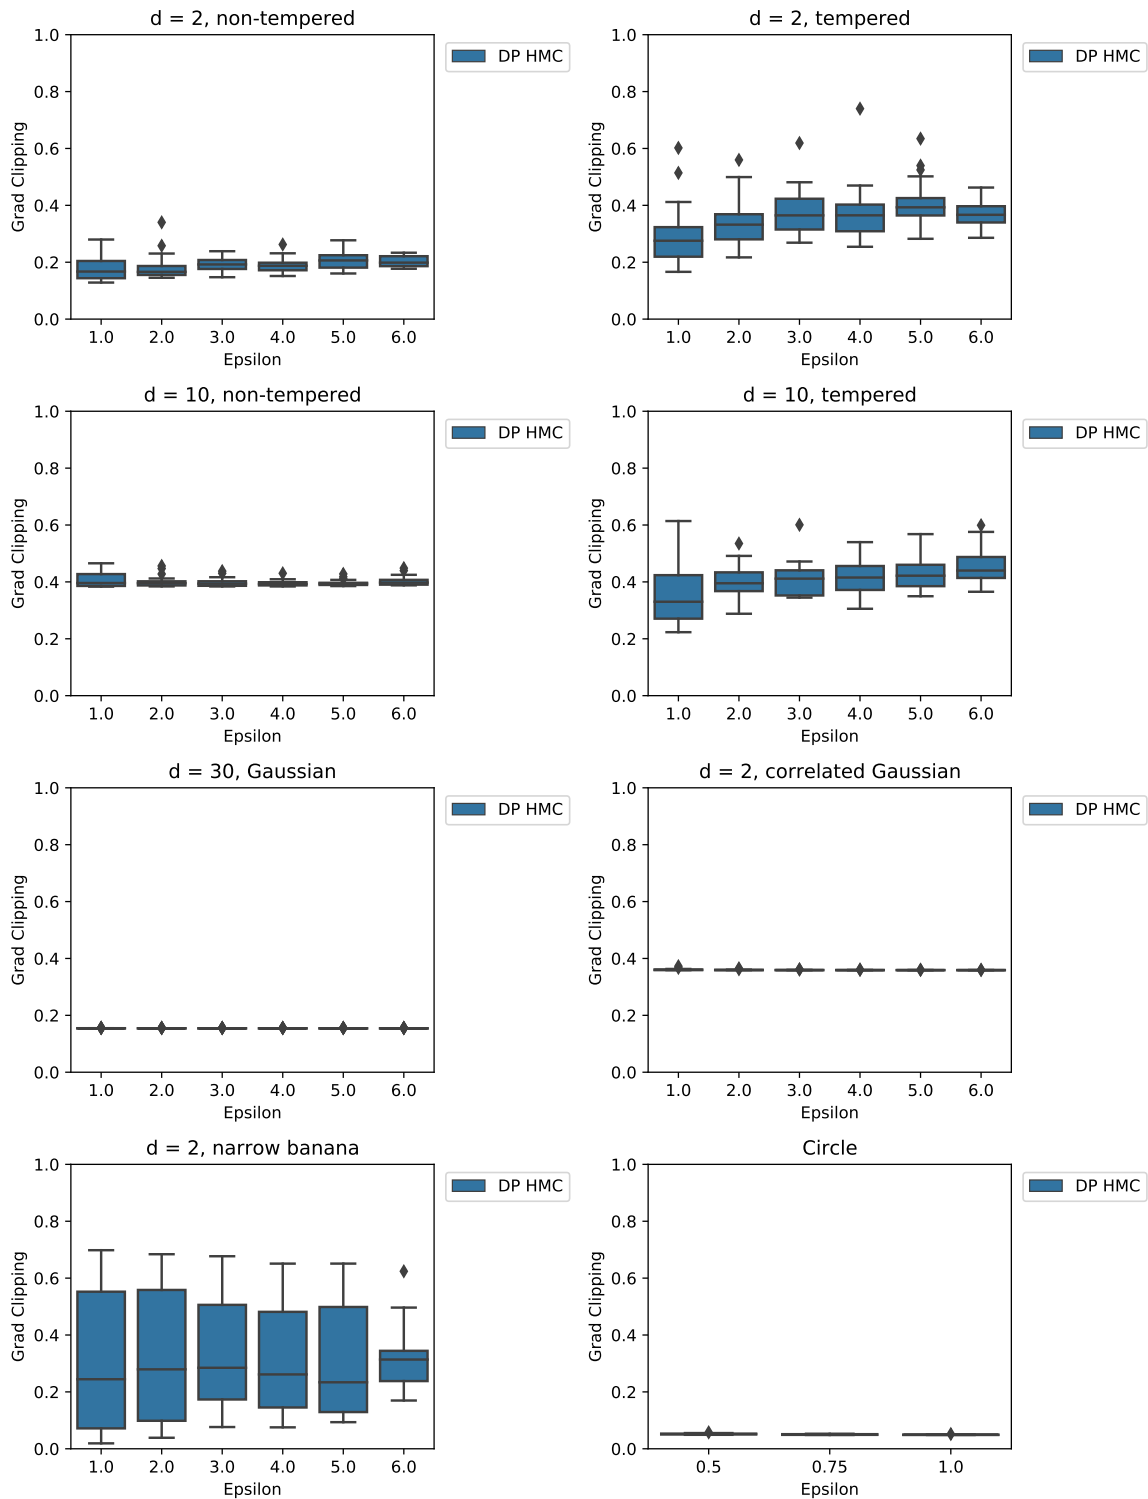 d = 2, non-tempered
1.0
0.8
0.6
0.4
0.2
0.0
Grad Clipping
1.0 2.0 3.0 4.0 5.0 6.0
Epsilon
DP HMC
d = 2, tempered
1.0
0.8
0.6
0.4
0.2
0.0
Grad Clipping
1.0 2.0 3.0 4.0 5.0 6.0
Epsilon
DP HMC
d = 10, non-tempered
1.0
0.8
0.6
0.4
0.2
0.0
Grad Clipping
1.0 2.0 3.0 4.0 5.0 6.0
Epsilon
DP HMC
d = 10, tempered
1.0
0.8
0.6
0.4
0.2
0.0
Grad Clipping
1.0 2.0 3.0 4.0 5.0 6.0
Epsilon
DP HMC
d = 30, Gaussian
1.0
0.8
0.6
0.4
0.2
0.0
Grad Clipping
1.0 2.0 3.0 4.0 5.0 6.0
Epsilon
DP HMC
d = 2, correlated Gaussian
1.0
0.8
0.6
0.4
0.2
0.0
Grad Clipping
1.0 2.0 3.0 4.0 5.0 6.0
Epsilon
DP HMC
d = 2, narrow banana
1.0
0.8
0.6
0.4
0.2
0.0
Grad Clipping
1.0 2.0 3.0 4.0 5.0 6.0
Epsilon
DP HMC
Circle
1.0
0.8
0.6
0.4
0.2
0.0
Grad Clipping
0.5 0.75 1.0
Epsilon
DP HMC